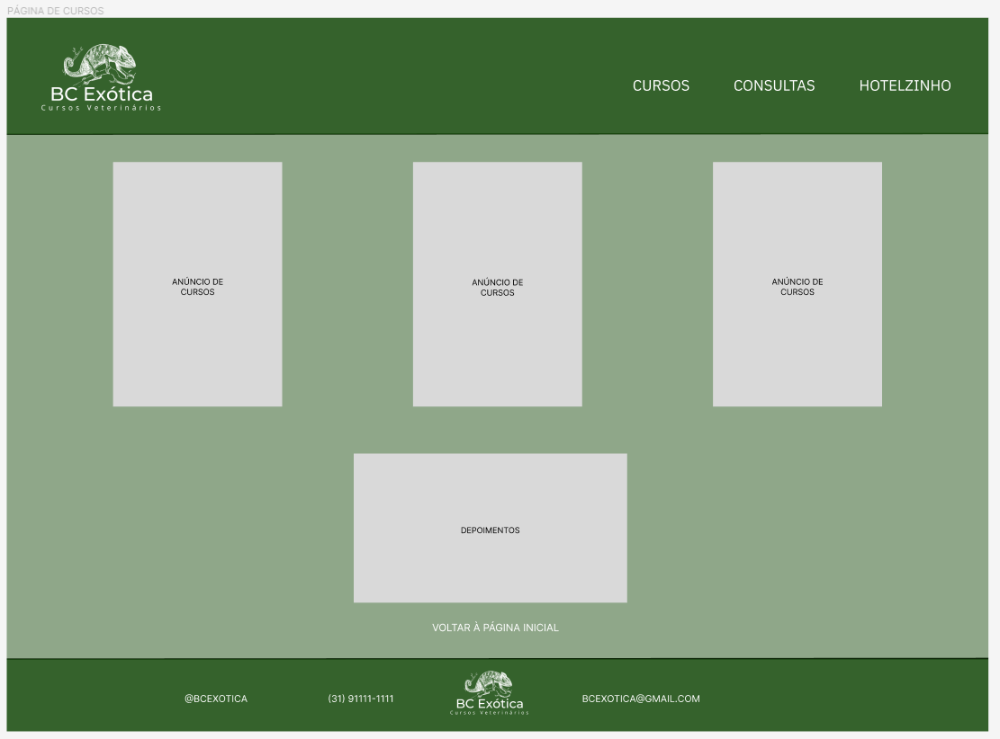 PÁGINA DE CURSOS
BC Exótica
Cursos Veterinários
CURSOS
CONSULTAS
HOTELZINHO
ANÚNCIO DE
CURSOS
ANÚNCIO DE
CURSOS
ANÚNCIO DE
CURSOS
DEPOIMENTOS
VOLTAR À PÁGINA INICIAL
@BCEXOTICA
(31) 91111-1111
BC Exótica
Cursos Veterinários
BCEXOTICA@GMAIL.COM